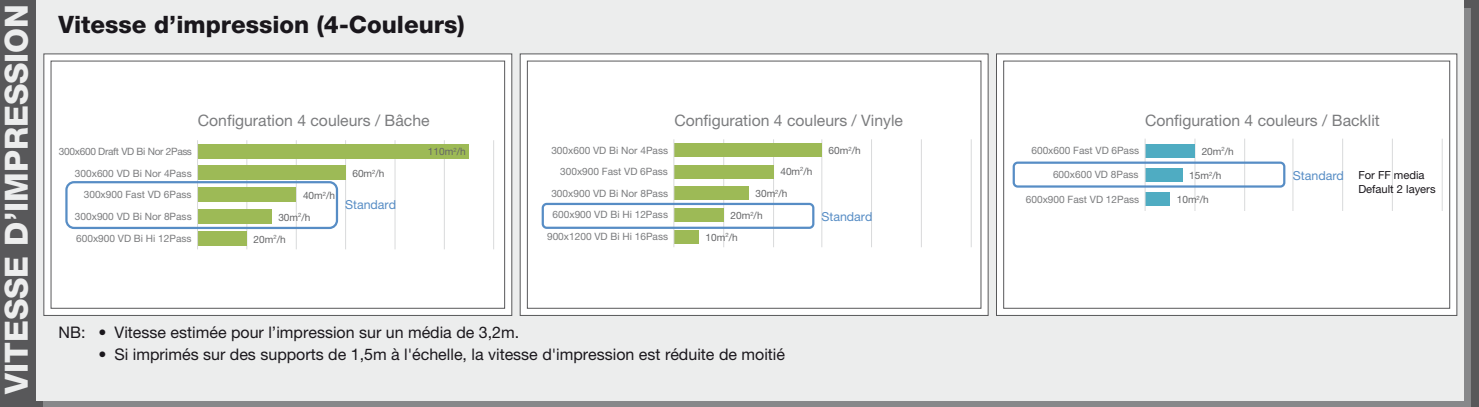 VITESSE D'IMPRESSION
Vitesse d’impression (4-Couleurs)
Configuration 4 couleurs / Bâche
300x600 Draft VD Bi Nor 2Pass 110m²/h
300x600 VD Bi Nor 4Pass 60m²/h
300x900 Fast VD 6Pass 40m²/h
Standard
300x900 VD Bi Nor 8Pass 30m²/h
600x900 VD Bi Hi 12Pass 20m²/h
Configuration 4 couleurs / Vinyle
300x600 VD Bi Nor 4Pass 60m²/h
300x900 Fast VD 6Pass 40m²/h
300x900 VD Bi Nor 8Pass 30m²/h
600x900 VD Bi Hi 12Pass 20m²/h Standard
900x1200 VD Bi Hi 16Pass 10m²/h
Configuration 4 couleurs / Backlit
600x600 Fast VD 6Pass 20m²/h
600x600 VD 8Pass 15m²/h Standard For FF media
Default 2 layers
600x900 Fast VD 12Pass 10m²/h
NB: • Vitesse estimée pour l’impression sur un média de 3,2m.
• Si imprimés sur des supports de 1,5m à l'échelle, la vitesse d'impression est réduite de moitié